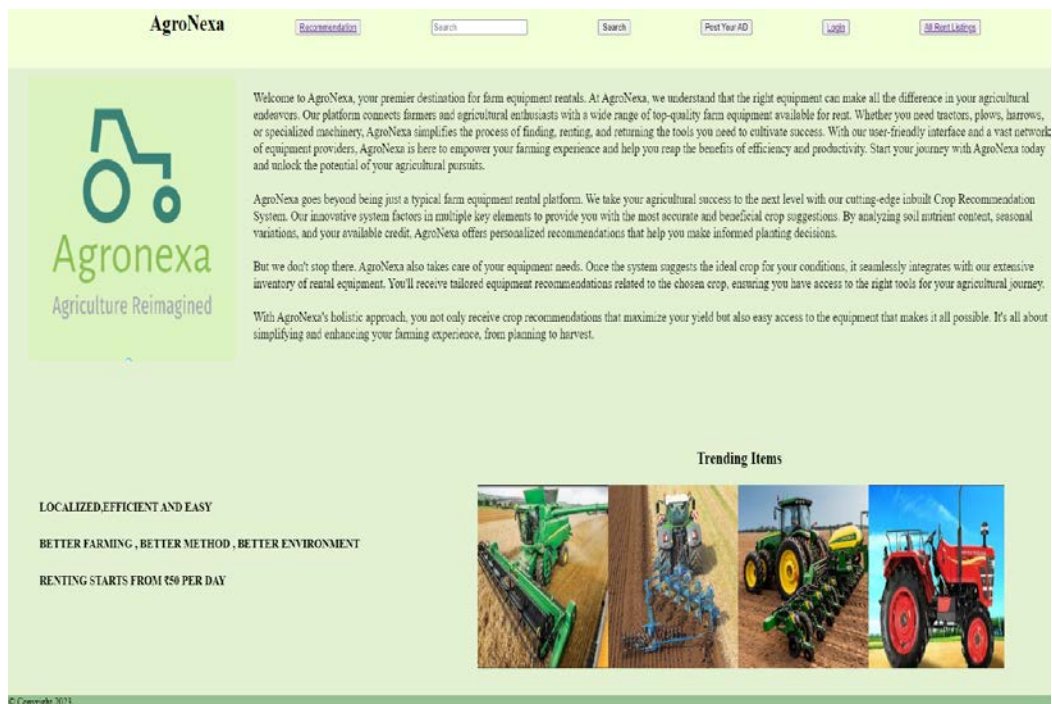 AgroNexa
Recommendation
Search
Search
Post Your AD
Login
All Rent Listings
Agronexa
Agriculture Reimagined
Welcome to AgroNexa, your premier destination for farm equipment rentals. At AgroNexa, we understand that the right equipment can make all the difference in your agricultural
endeavors. Our platform connects farmers and agricultural enthusiasts with a wide range of top-quality farm equipment available for rent. Whether you need tractors, plows, harrows,
or specialized machinery, AgroNexa simplifies the process of finding, renting, and returning the tools you need to cultivate success. With our user-friendly interface and a vast network
of equipment providers, AgroNexa is here to empower your farming experience and help you reap the benefits of efficiency and productivity. Start your journey with AgroNexa today
and unlock the potential of your agricultural pursuits.
AgroNexa goes beyond being just a typical farm equipment rental platform. We take your agricultural success to the next level with our cutting-edge inbuilt Crop Recommendation
System. Our innovative system factors in multiple key elements to provide you with the most accurate and beneficial crop suggestions. By analyzing soil nutrient content, seasonal
variations, and your available credit, AgroNexa offers personalized recommendations that help you make informed planting decisions.
But we don't stop there. AgroNexa also takes care of your equipment needs. Once the system suggests the ideal crop for your conditions, it seamlessly integrates with our extensive
inventory of rental equipment. You'll receive tailored equipment recommendations related to the chosen crop, ensuring you have access to the right tools for your agricultural journey.
With AgroNexa's holistic approach, you not only receive crop recommendations that maximize your yield but also easy access to the equipment that makes it all possible. It's all about
simplifying and enhancing your farming experience, from planning to harvest.
Trending Items
LOCALIZED,EFFICIENT AND EASY
BETTER FARMING , BETTER METHOD , BETTER ENVIRONMENT
RENTING STARTS FROM ₹50 PER DAY
© Copyright 2023